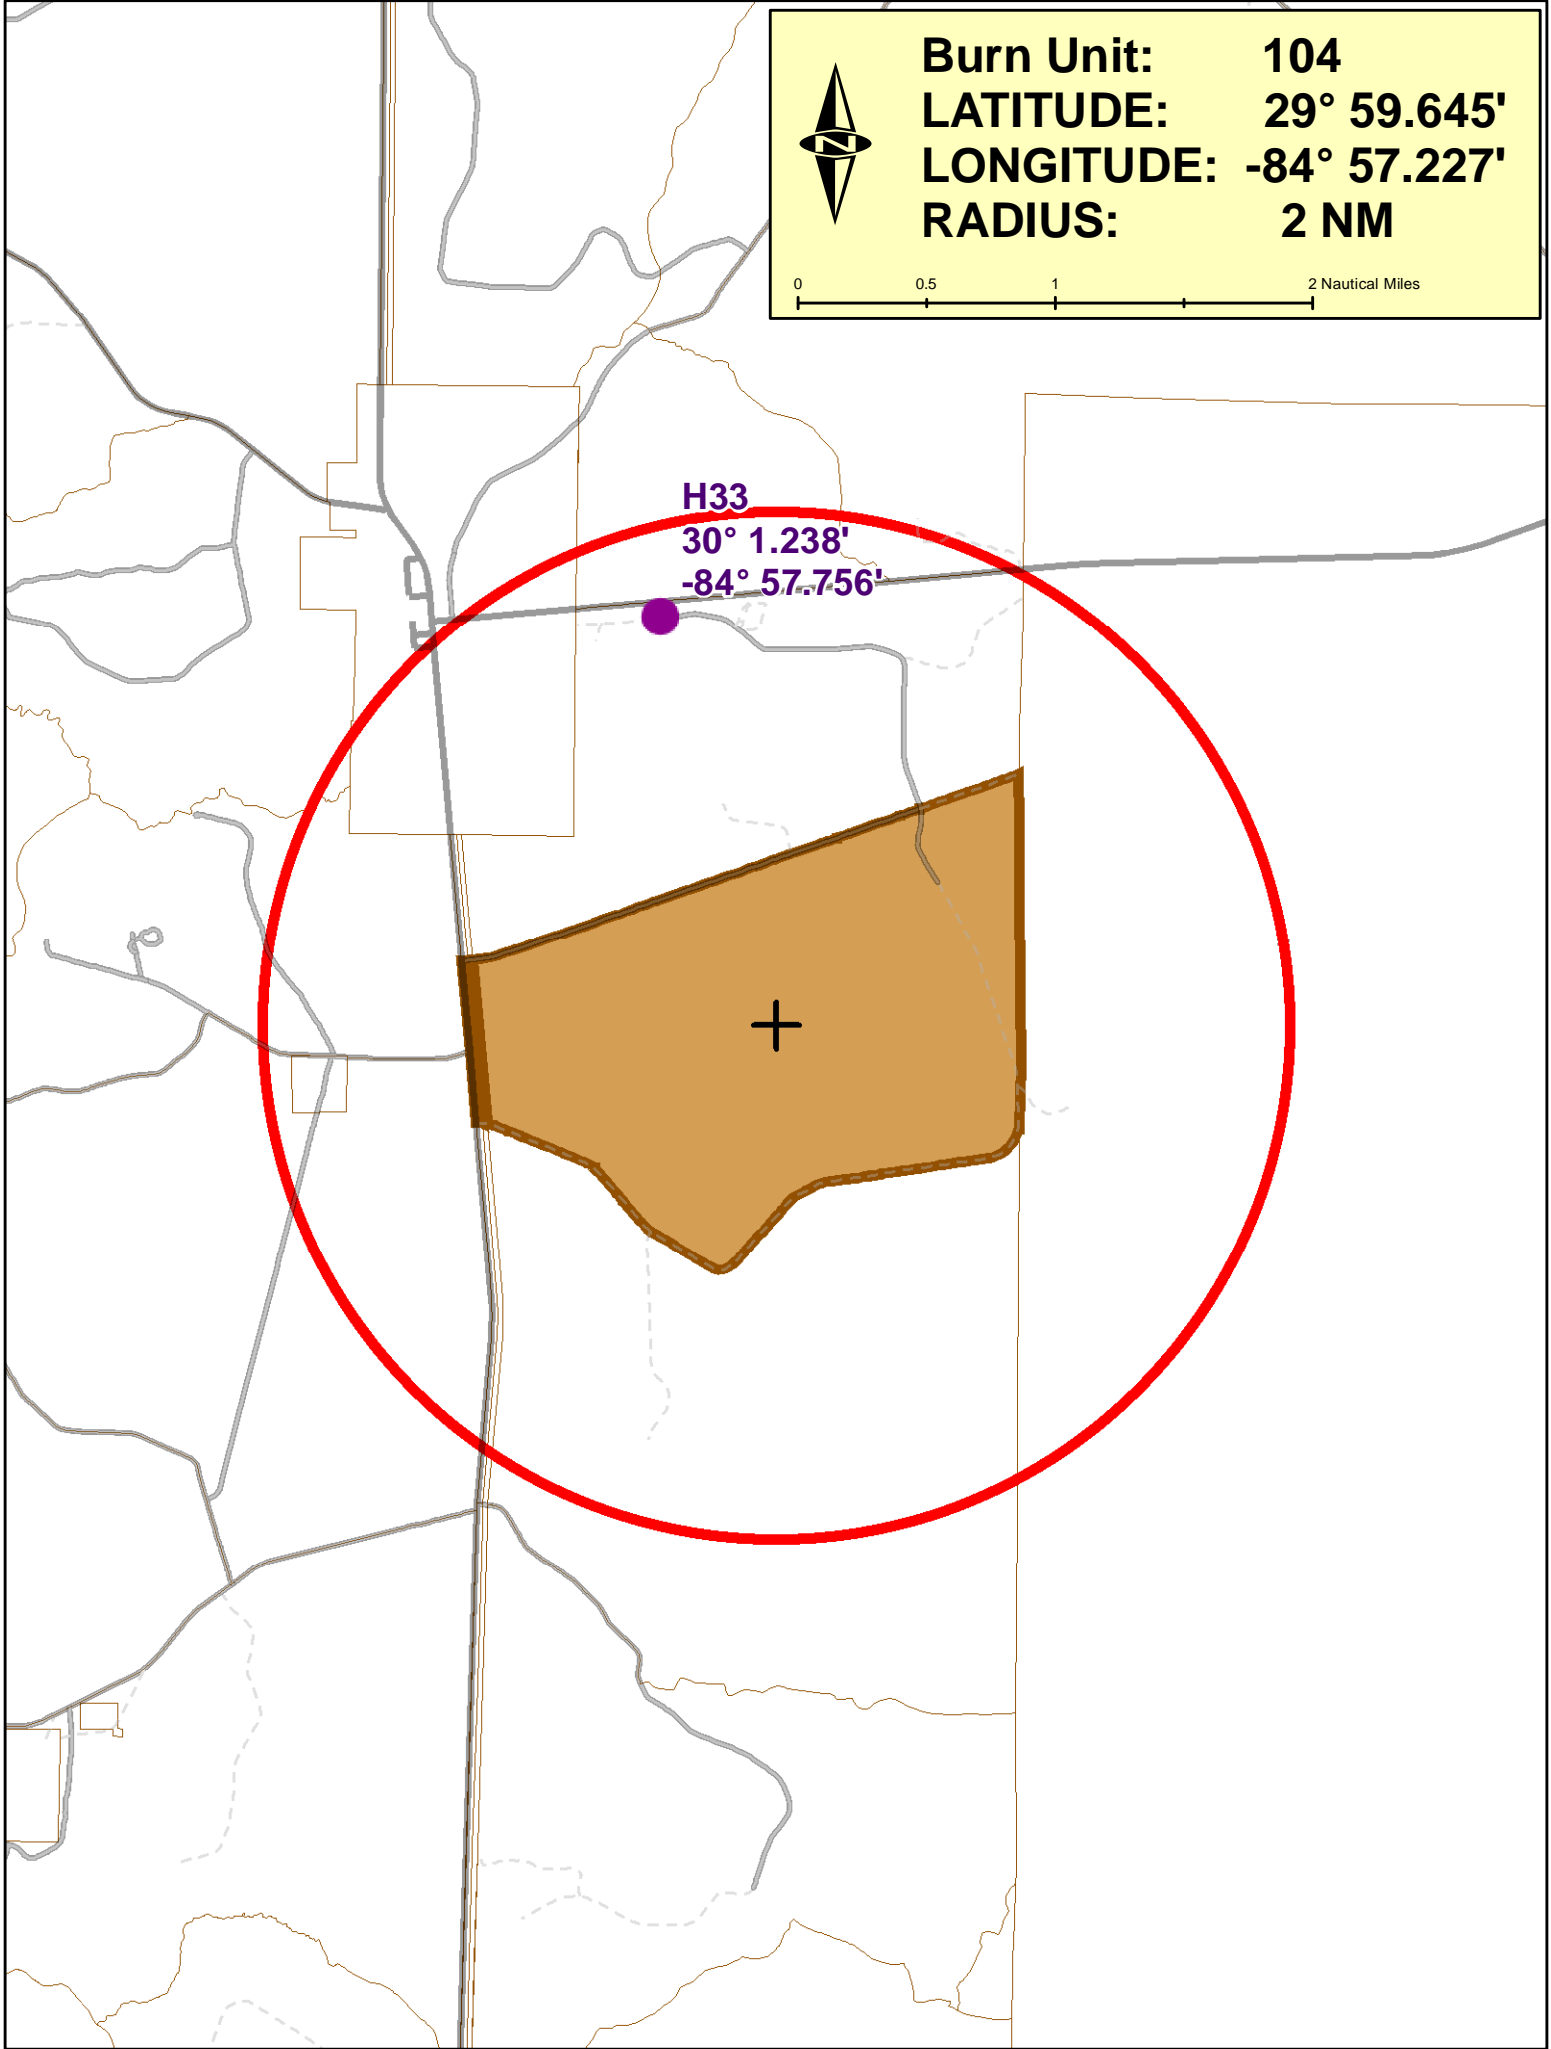 Burn Unit: 104
LATITUDE: 29° 59.645'
LONGITUDE: -84° 57.227'
RADIUS: 2 NM
N
0 0.5 1 2 Nautical Miles
H33
30° 1.238'
-84° 57.756'